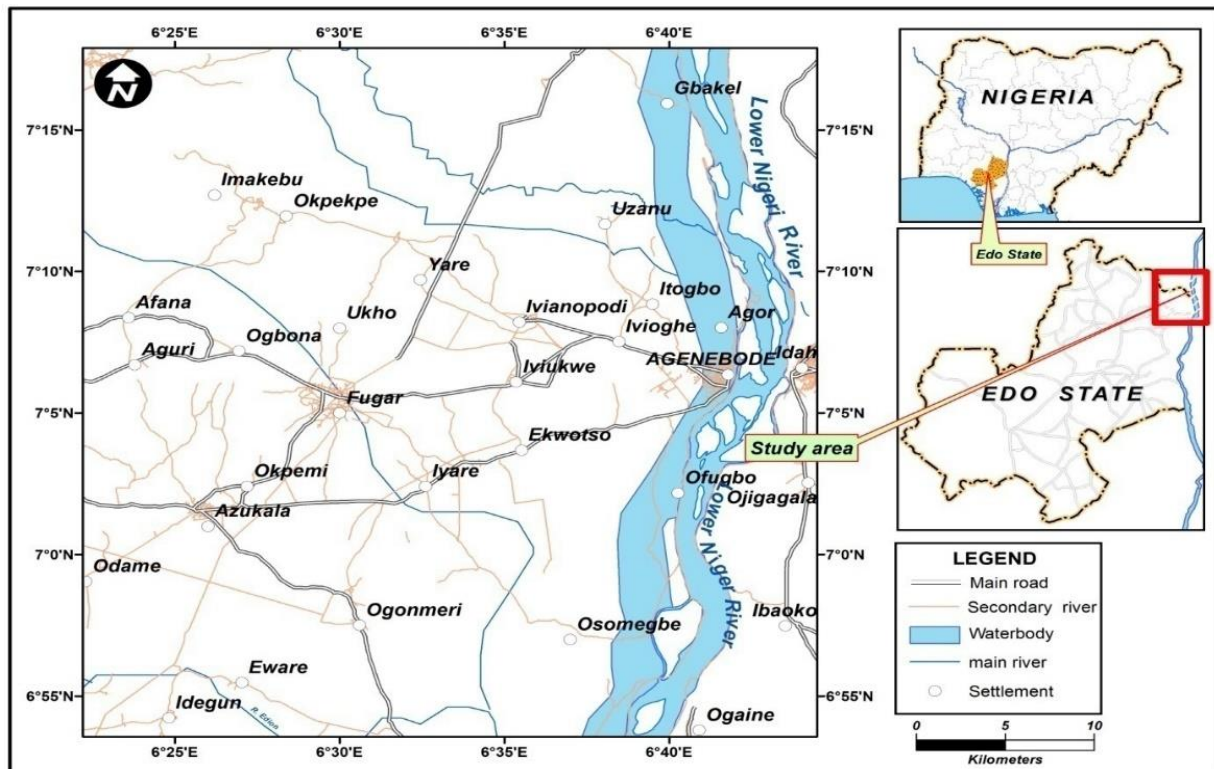 6°25'E 6°30'E 6°35'E 6°40'E
N
7°15'N
7°10'N
7°5'N
7°0'N
6°55'N
Gbakel
Lower Nigeri River
Imakebu
Okpekpe
Uzanu
Yare
Itogbo
Afana
Ukho
Ivianopodi
Agor
Ogbona
Ivioghe
Aguri
AGENEBODE
Idah
Iviukwe
Fugar
Ekwotso
Okpemi
Iyare
Ofugbo
Ojigagala
Azukala
Lower Niger River
Odame
Ogonmeri
Osomegbe
Ibaoko
Eware
Idegun
R. Edion
Ogaine
7°15'N
7°10'N
7°5'N
7°0'N
6°55'N
6°25'E 6°30'E 6°35'E 6°40'E
NIGERIA
Edo State
EDO STATE
Study area
LEGEND
Main road
Secondary river
Waterbody
main river
Settlement
0 5 10
Kilometers